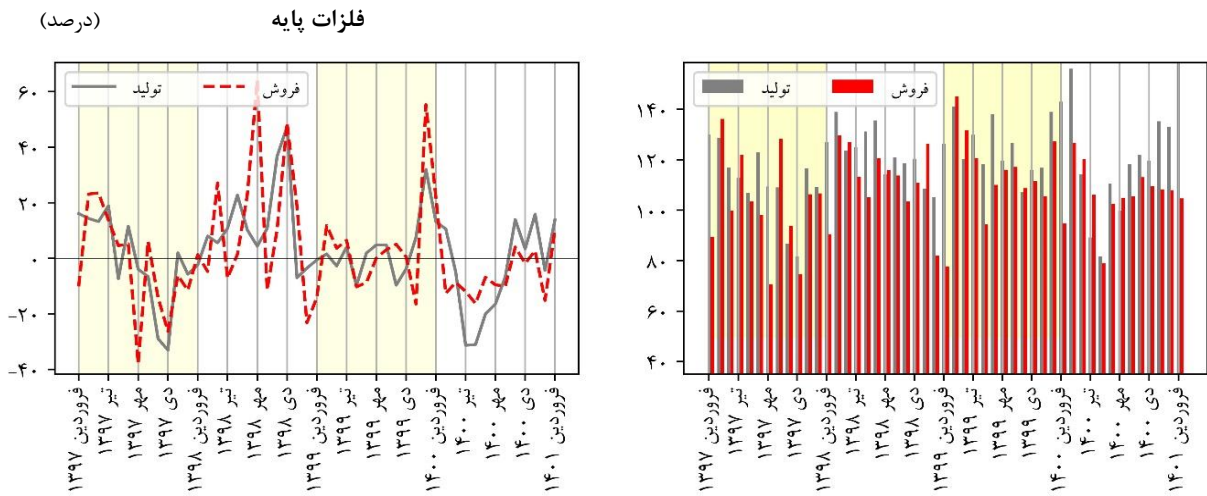 فلزات پایه (درصد)
تولید فروش
۶۰
۴۰
۲۰
۰
−۲۰
−۴۰
فروردین ۱۳۹۷
تیر ۱۳۹۷
مهر ۱۳۹۷
دی ۱۳۹۷
فروردین ۱۳۹۸
تیر ۱۳۹۸
مهر ۱۳۹۸
دی ۱۳۹۸
فروردین ۱۳۹۹
تیر ۱۳۹۹
مهر ۱۳۹۹
دی ۱۳۹۹
فروردین ۱۴۰۰
تیر ۱۴۰۰
مهر ۱۴۰۰
دی ۱۴۰۰
فروردین ۱۴۰۱
تولید فروش
۱۴۰
۱۲۰
۱۰۰
۸۰
۶۰
۴۰
فروردین ۱۳۹۷
تیر ۱۳۹۷
مهر ۱۳۹۷
دی ۱۳۹۷
فروردین ۱۳۹۸
تیر ۱۳۹۸
مهر ۱۳۹۸
دی ۱۳۹۸
فروردین ۱۳۹۹
تیر ۱۳۹۹
مهر ۱۳۹۹
دی ۱۳۹۹
فروردین ۱۴۰۰
تیر ۱۴۰۰
مهر ۱۴۰۰
دی ۱۴۰۰
فروردین ۱۴۰۱